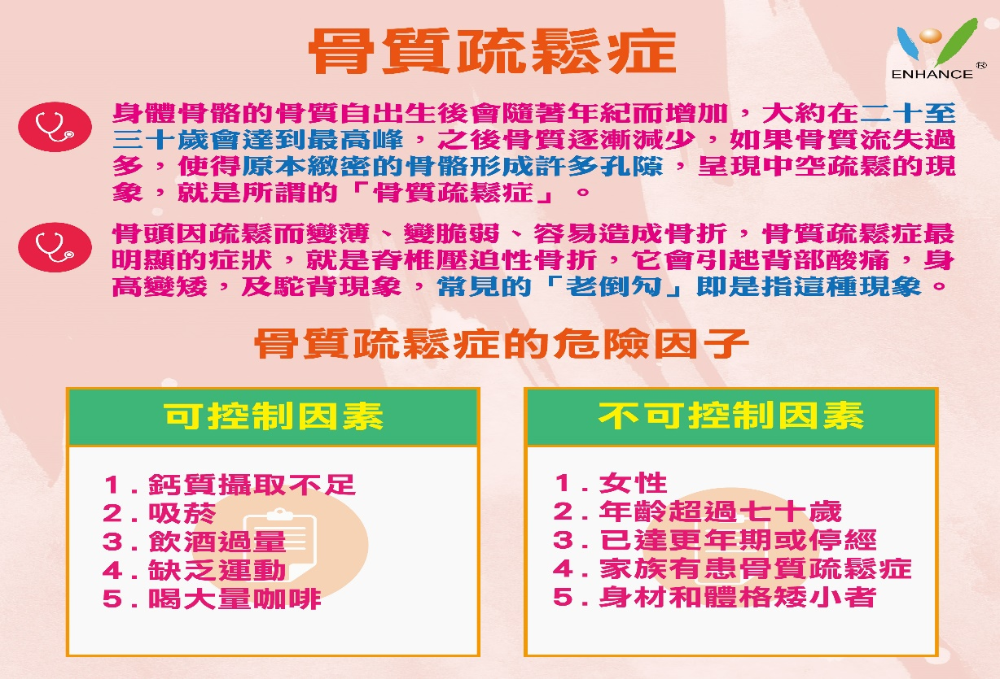 骨質疏鬆症
ENHANCE®
身體骨骼的骨質自出生後會隨著年紀而增加，大約在二十至
三十歲會達到最高峰，之後骨質逐漸減少，如果骨質流失過
多，使得原本緻密的骨骼形成許多孔隙，呈現中空疏鬆的現
象，就是所謂的「骨質疏鬆症」。
骨頭因疏鬆而變薄、變脆弱、容易造成骨折，骨質疏鬆症最
明顯的症狀，就是脊椎壓迫性骨折，它會引起背部酸痛，身
高變矮，及駝背現象，常見的「老倒勼」即是指這種現象。
骨質疏鬆症的危險因子
可控制因素
1.鈣質攝取不足
2.吸菸
3.飲酒過量
4.缺乏運動
5.喝大量咖啡
不可控制因素
1.女性
2.年齡超過七十歲
3.已達更年期或停經
4.家族有患骨質疏鬆症
5.身材和體格矮小者